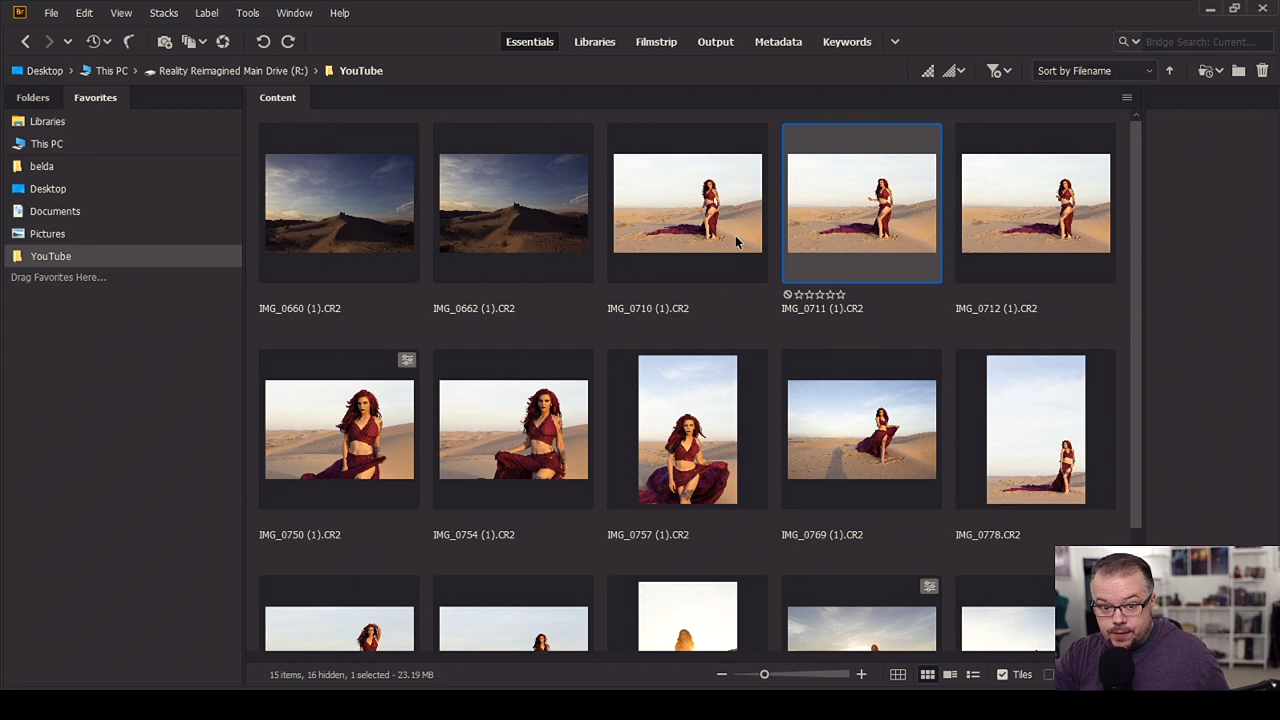 Br File Edit View Stacks Label Tools Window Help
Essentials Libraries Filmstrip Output Metadata Keywords Bridge Search: Current...
Desktop This PC Reality Reimagined Main Drive (R:) YouTube Sort by Filename
Folders Favorites Content
Libraries
This PC
belda
Desktop
Documents
Pictures
YouTube
Drag Favorites Here...
IMG_0660 (1).CR2 IMG_0662 (1).CR2 IMG_0710 (1).CR2 IMG_0711 (1).CR2 IMG_0712 (1).CR2
IMG_0750 (1).CR2 IMG_0754 (1).CR2 IMG_0757 (1).CR2 IMG_0769 (1).CR2 IMG_0778.CR2
15 items, 16 hidden, 1 selected - 23.19 MB Tiles